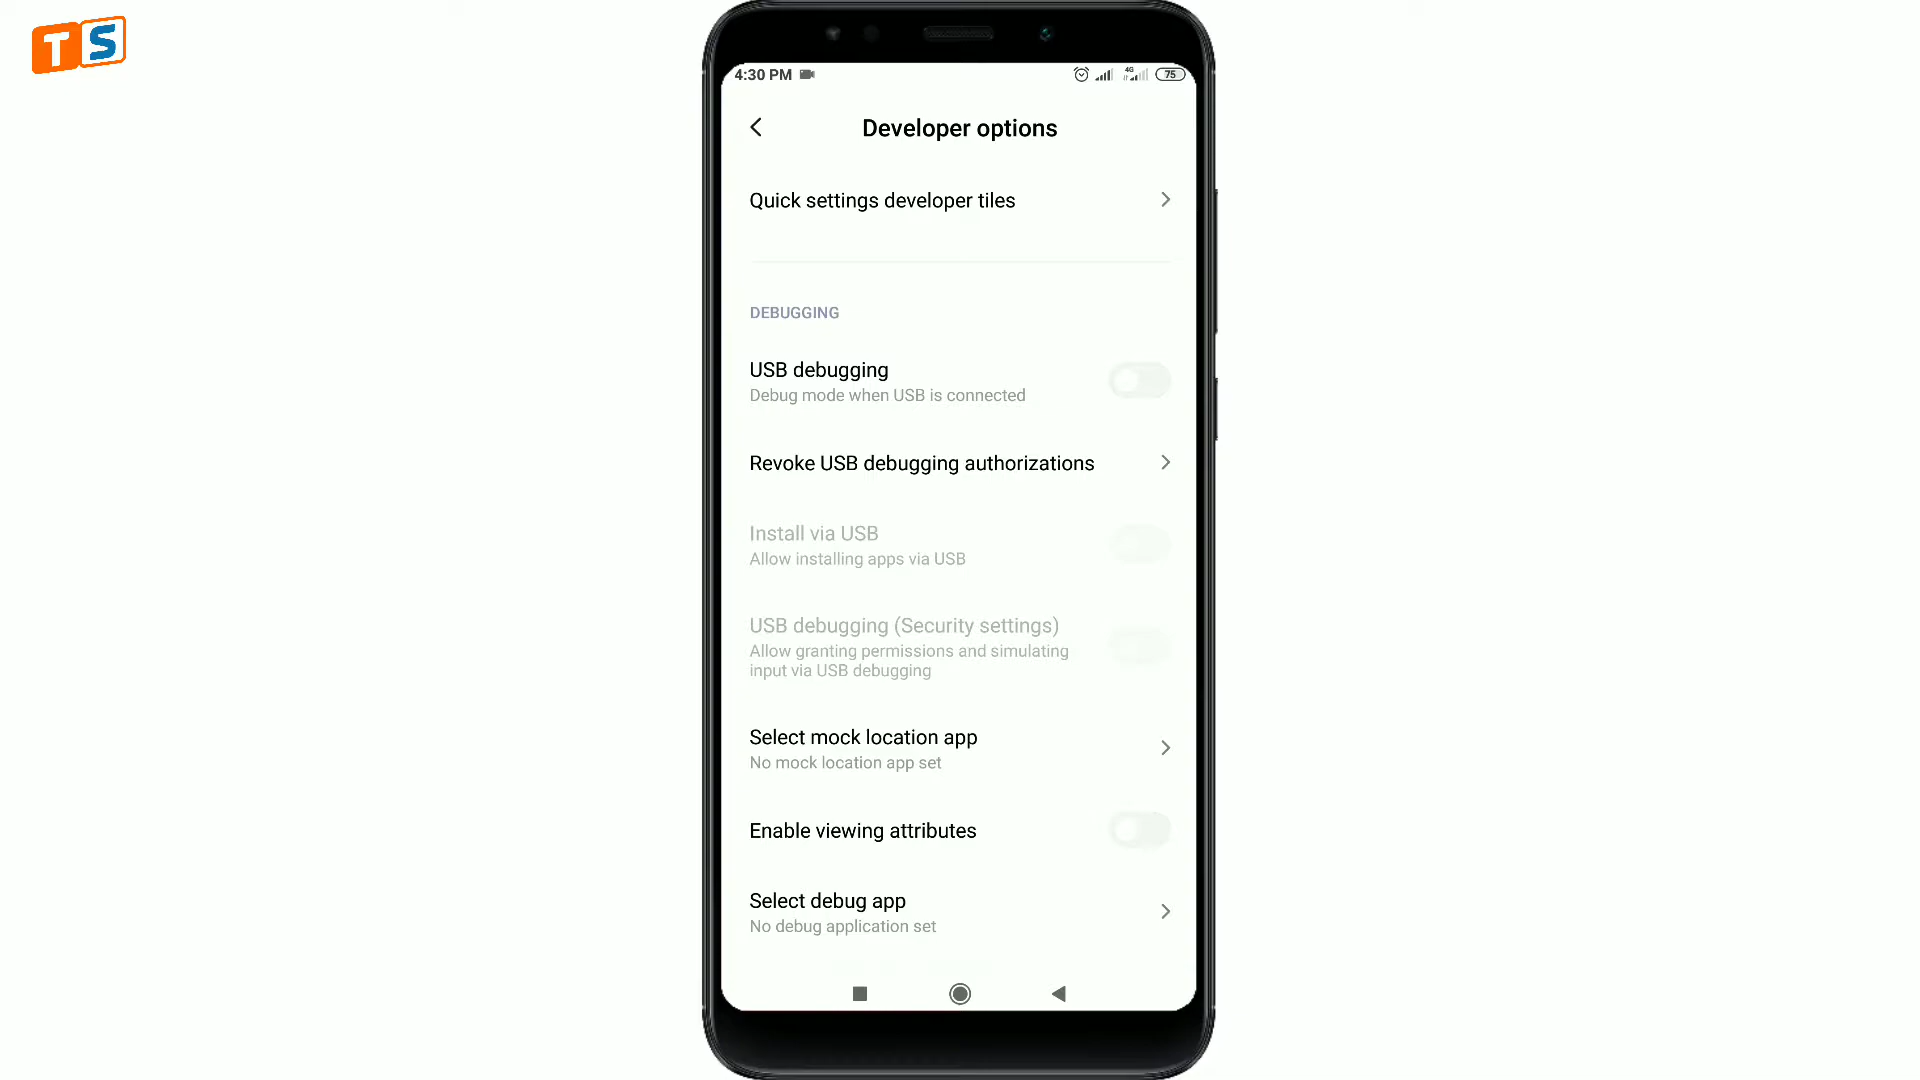 TS
4:30 PM
4G
75
Developer options
Quick settings developer tiles
DEBUGGING
USB debugging
Debug mode when USB is connected
Revoke USB debugging authorizations
Install via USB
Allow installing apps via USB
USB debugging (Security settings)
Allow granting permissions and simulating
input via USB debugging
Select mock location app
No mock location app set
Enable viewing attributes
Select debug app
No debug application set